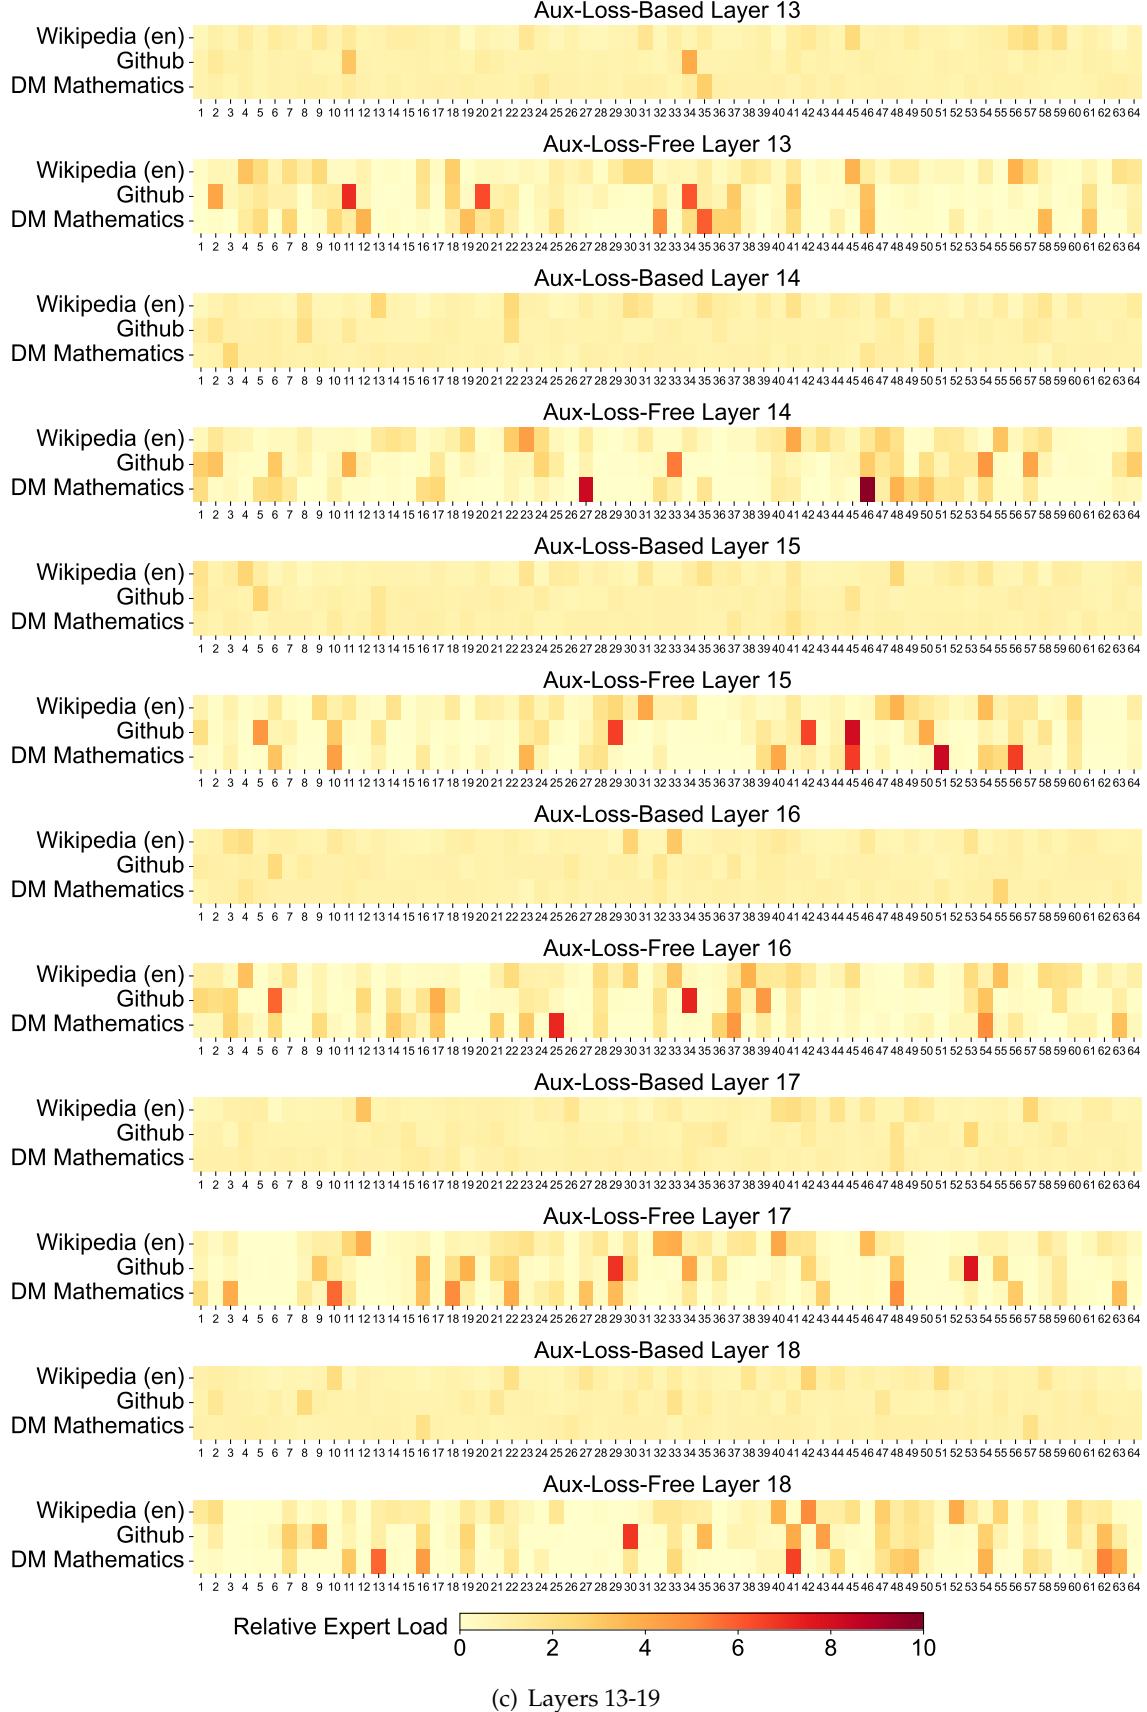 Aux-Loss-Based Layer 13
Wikipedia (en)
Github
DM Mathematics
1 2 3 4 5 6 7 8 9 10 11 12 13 14 15 16 17 18 19 20 21 22 23 24 25 26 27 28 29 30 31 32 33 34 35 36 37 38 39 40 41 42 43 44 45 46 47 48 49 50 51 52 53 54 55 56 57 58 59 60 61 62 63 64
Aux-Loss-Free Layer 13
Wikipedia (en)
Github
DM Mathematics
1 2 3 4 5 6 7 8 9 10 11 12 13 14 15 16 17 18 19 20 21 22 23 24 25 26 27 28 29 30 31 32 33 34 35 36 37 38 39 40 41 42 43 44 45 46 47 48 49 50 51 52 53 54 55 56 57 58 59 60 61 62 63 64
Aux-Loss-Based Layer 14
Wikipedia (en)
Github
DM Mathematics
1 2 3 4 5 6 7 8 9 10 11 12 13 14 15 16 17 18 19 20 21 22 23 24 25 26 27 28 29 30 31 32 33 34 35 36 37 38 39 40 41 42 43 44 45 46 47 48 49 50 51 52 53 54 55 56 57 58 59 60 61 62 63 64
Aux-Loss-Free Layer 14
Wikipedia (en)
Github
DM Mathematics
1 2 3 4 5 6 7 8 9 10 11 12 13 14 15 16 17 18 19 20 21 22 23 24 25 26 27 28 29 30 31 32 33 34 35 36 37 38 39 40 41 42 43 44 45 46 47 48 49 50 51 52 53 54 55 56 57 58 59 60 61 62 63 64
Aux-Loss-Based Layer 15
Wikipedia (en)
Github
DM Mathematics
1 2 3 4 5 6 7 8 9 10 11 12 13 14 15 16 17 18 19 20 21 22 23 24 25 26 27 28 29 30 31 32 33 34 35 36 37 38 39 40 41 42 43 44 45 46 47 48 49 50 51 52 53 54 55 56 57 58 59 60 61 62 63 64
Aux-Loss-Free Layer 15
Wikipedia (en)
Github
DM Mathematics
1 2 3 4 5 6 7 8 9 10 11 12 13 14 15 16 17 18 19 20 21 22 23 24 25 26 27 28 29 30 31 32 33 34 35 36 37 38 39 40 41 42 43 44 45 46 47 48 49 50 51 52 53 54 55 56 57 58 59 60 61 62 63 64
Aux-Loss-Based Layer 16
Wikipedia (en)
Github
DM Mathematics
1 2 3 4 5 6 7 8 9 10 11 12 13 14 15 16 17 18 19 20 21 22 23 24 25 26 27 28 29 30 31 32 33 34 35 36 37 38 39 40 41 42 43 44 45 46 47 48 49 50 51 52 53 54 55 56 57 58 59 60 61 62 63 64
Aux-Loss-Free Layer 16
Wikipedia (en)
Github
DM Mathematics
1 2 3 4 5 6 7 8 9 10 11 12 13 14 15 16 17 18 19 20 21 22 23 24 25 26 27 28 29 30 31 32 33 34 35 36 37 38 39 40 41 42 43 44 45 46 47 48 49 50 51 52 53 54 55 56 57 58 59 60 61 62 63 64
Aux-Loss-Based Layer 17
Wikipedia (en)
Github
DM Mathematics
1 2 3 4 5 6 7 8 9 10 11 12 13 14 15 16 17 18 19 20 21 22 23 24 25 26 27 28 29 30 31 32 33 34 35 36 37 38 39 40 41 42 43 44 45 46 47 48 49 50 51 52 53 54 55 56 57 58 59 60 61 62 63 64
Aux-Loss-Free Layer 17
Wikipedia (en)
Github
DM Mathematics
1 2 3 4 5 6 7 8 9 10 11 12 13 14 15 16 17 18 19 20 21 22 23 24 25 26 27 28 29 30 31 32 33 34 35 36 37 38 39 40 41 42 43 44 45 46 47 48 49 50 51 52 53 54 55 56 57 58 59 60 61 62 63 64
Aux-Loss-Based Layer 18
Wikipedia (en)
Github
DM Mathematics
1 2 3 4 5 6 7 8 9 10 11 12 13 14 15 16 17 18 19 20 21 22 23 24 25 26 27 28 29 30 31 32 33 34 35 36 37 38 39 40 41 42 43 44 45 46 47 48 49 50 51 52 53 54 55 56 57 58 59 60 61 62 63 64
Aux-Loss-Free Layer 18
Wikipedia (en)
Github
DM Mathematics
1 2 3 4 5 6 7 8 9 10 11 12 13 14 15 16 17 18 19 20 21 22 23 24 25 26 27 28 29 30 31 32 33 34 35 36 37 38 39 40 41 42 43 44 45 46 47 48 49 50 51 52 53 54 55 56 57 58 59 60 61 62 63 64
Relative Expert Load
0 2 4 6 8 10
(c) Layers 13-19